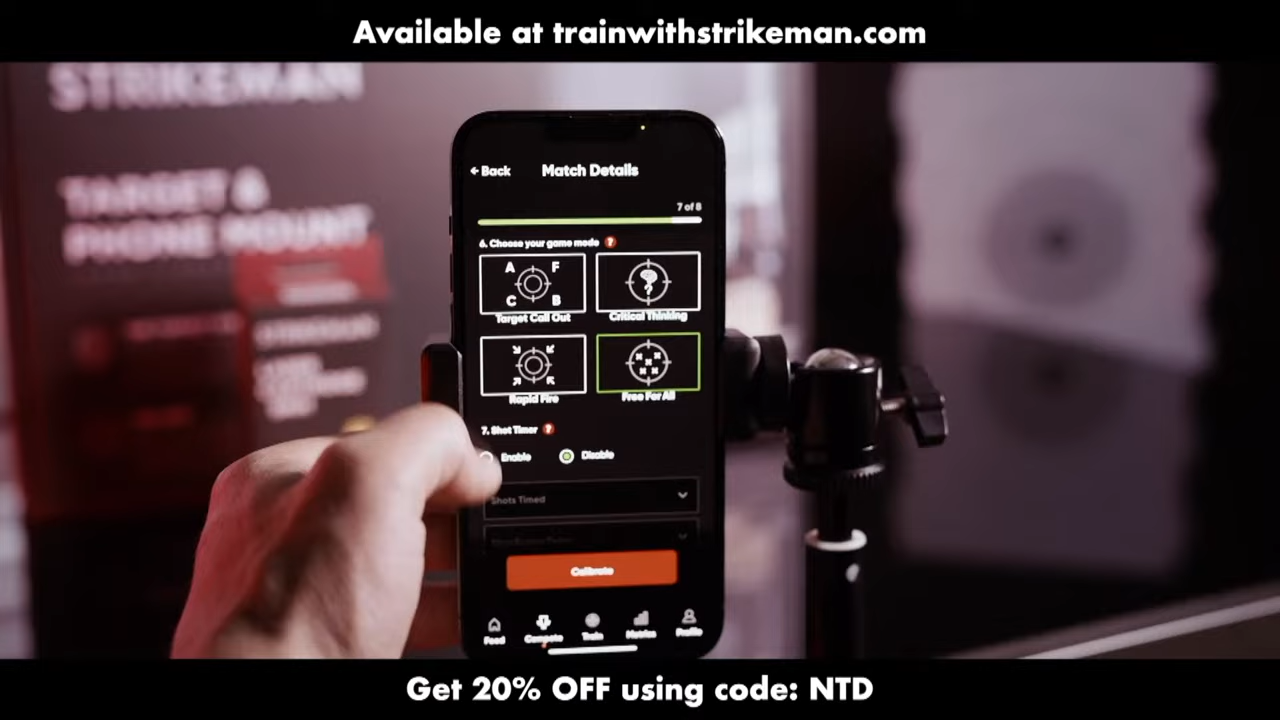 Available at trainwithstrikeman.com
STRIKEMAN
TARGET &
PHONE MOUNT
← Back
Match Details
7 of 8
6. Choose your game mode ?
A F
C B
?
Target Call Out
Critical Thinking
Rapid Fire
Free For All
7. Shot Timer ?
Enable
Disable
Shots Timed
Calibrate
Feed
Compete
Train
Metrics
Profile
Get 20% OFF using code: NTD